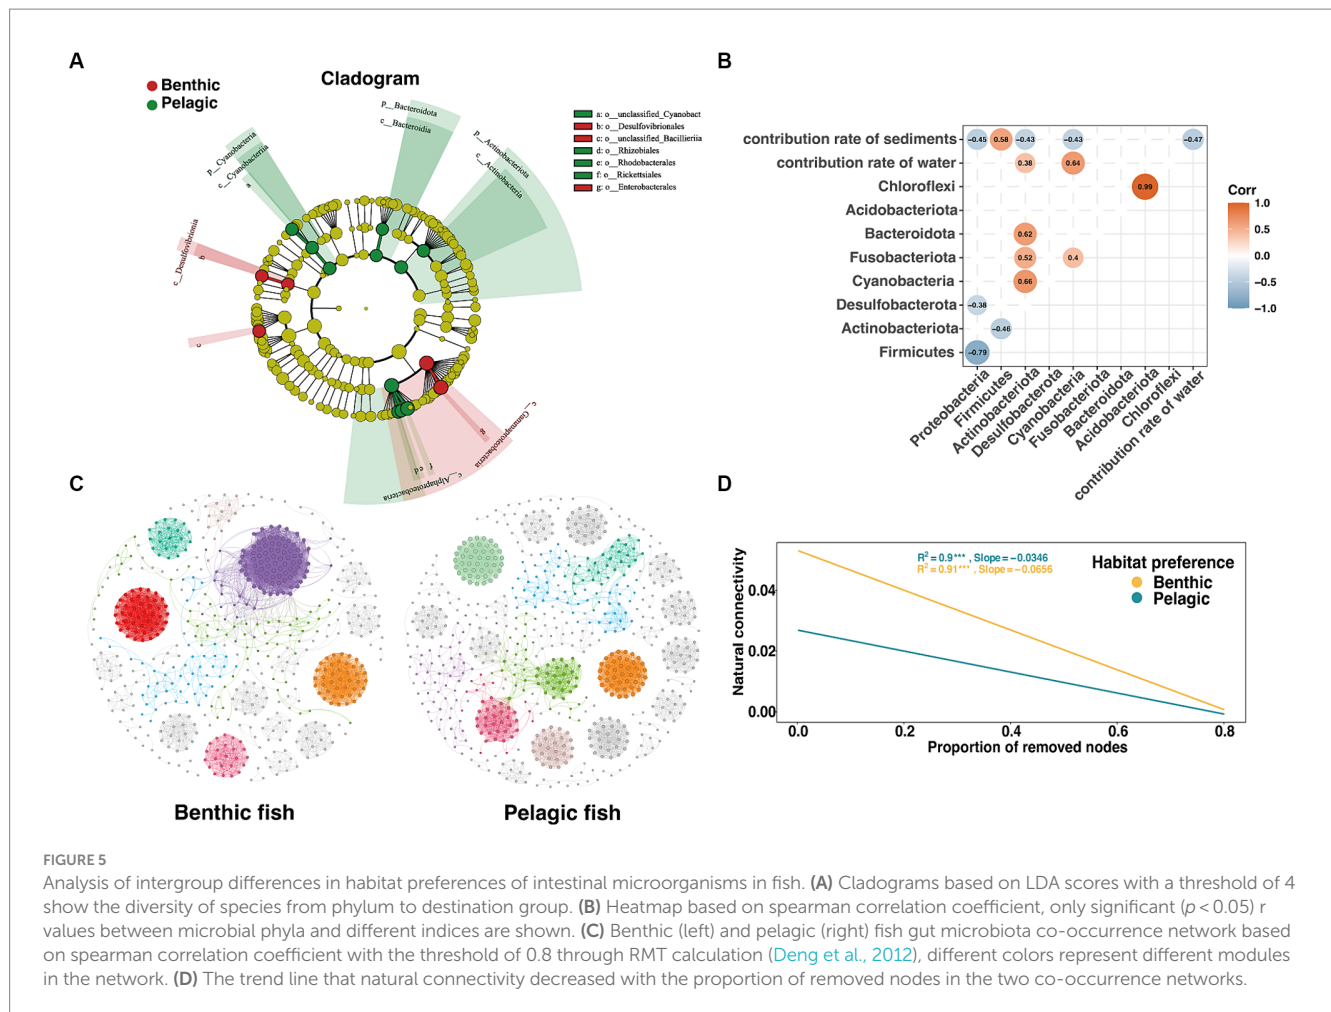 A
Benthic
Pelagic
Cladogram
p__Bacteroidota
c__Bacteroidia
p__Actinobacteriota
c__Actinobacteria
p__Cyanobacteria
c__Cyanobacteriia
a
c__Desulfovibrionia
b
c
c__Gammaproteobacteria
g
c__Alphaproteobacteria
f
e
d
a: o__unclassified_Cyanobact
b: o__Desulfovibrionales
c: o__unclassified_Bacillieriia
d: o__Rhizobiales
e: o__Rhodobacterales
f: o__Rickettsiales
g: o__Enterobacterales
B
contribution rate of sediments
contribution rate of water
Chloroflexi
Acidobacteriota
Bacteroidota
Fusobacteriota
Cyanobacteria
Desulfobacterota
Actinobacteriota
Firmicutes
−0.45 0.58 −0.43 −0.43 −0.47
0.38 0.64
0.99
0.62
0.52 0.4
0.66
−0.38
−0.46
−0.79
Proteobacteria
Firmicutes
Actinobacteriota
Desulfobacterota
Cyanobacteria
Fusobacteriota
Bacteroidota
Acidobacteriota
Chloroflexi
contribution rate of water
Corr
1.0
0.5
0.0
−0.5
−1.0
C
Benthic fish
Pelagic fish
D
R² = 0.9***, Slope = −0.0346
R² = 0.91***, Slope = −0.0656
Habitat preference
Benthic
Pelagic
Natural connectivity
0.04
0.02
0.00
0.0 0.2 0.4 0.6 0.8
Proportion of removed nodes
FIGURE 5
Analysis of intergroup differences in habitat preferences of intestinal microorganisms in fish. (A) Cladograms based on LDA scores with a threshold of 4
show the diversity of species from phylum to destination group. (B) Heatmap based on spearman correlation coefficient, only significant (p < 0.05) r
values between microbial phyla and different indices are shown. (C) Benthic (left) and pelagic (right) fish gut microbiota co-occurrence network based
on spearman correlation coefficient with the threshold of 0.8 through RMT calculation (Deng et al., 2012), different colors represent different modules
in the network. (D) The trend line that natural connectivity decreased with the proportion of removed nodes in the two co-occurrence networks.